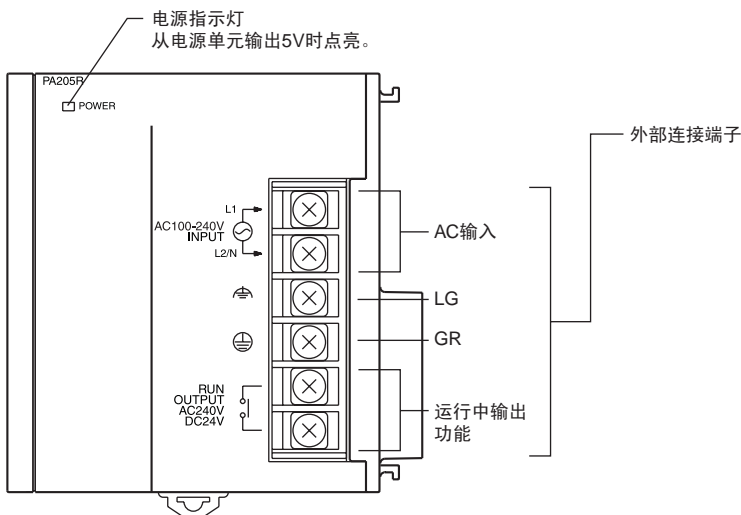 电源指示灯
从电源单元输出5V时点亮。
PA205R
POWER
外部连接端子
L1
AC100-240V
INPUT
L2/N
AC输入
LG
GR
RUN
OUTPUT
AC240V
DC24V
运行中输出
功能